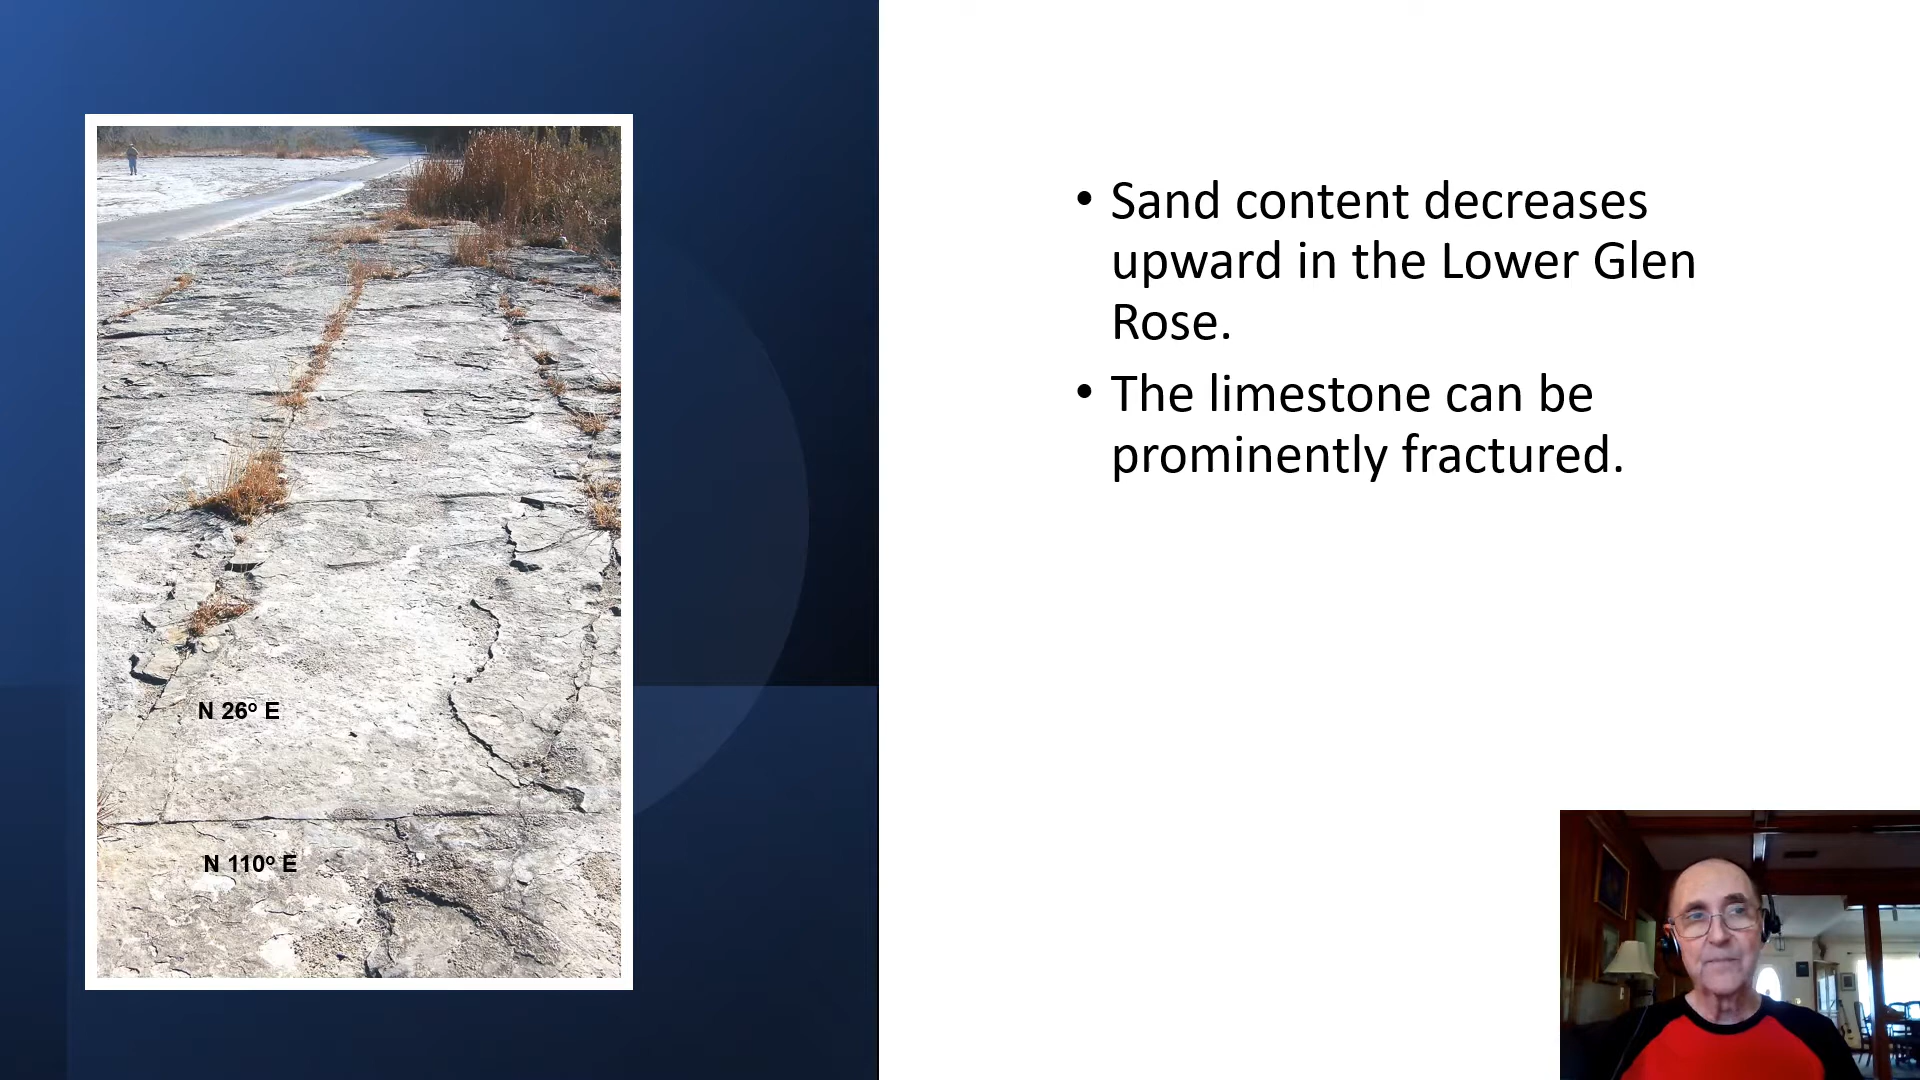 • Sand content decreases
upward in the Lower Glen
Rose.
• The limestone can be
prominently fractured.
N 26º E
N 110º E